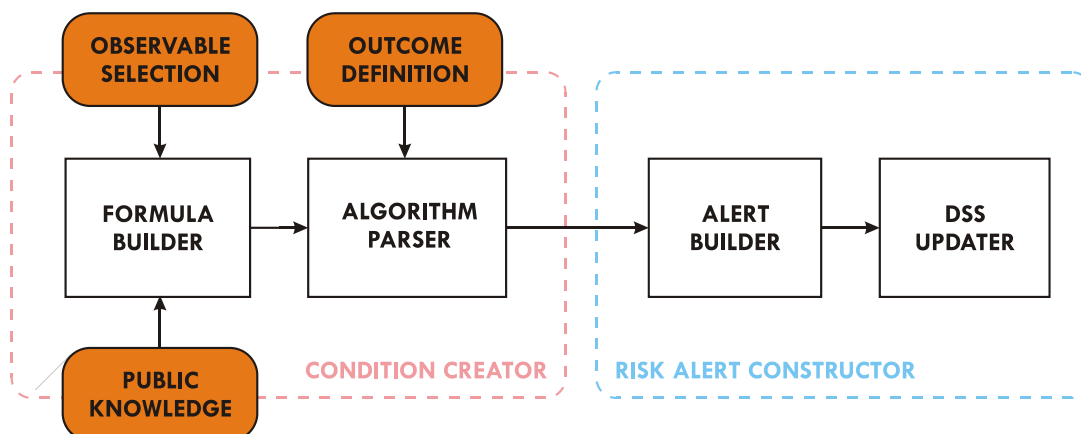 OBSERVABLE
SELECTION
OUTCOME
DEFINITION
FORMULA
BUILDER
ALGORITHM
PARSER
ALERT
BUILDER
DSS
UPDATER
CONDITION CREATOR
RISK ALERT CONSTRUCTOR
PUBLIC
KNOWLEDGE